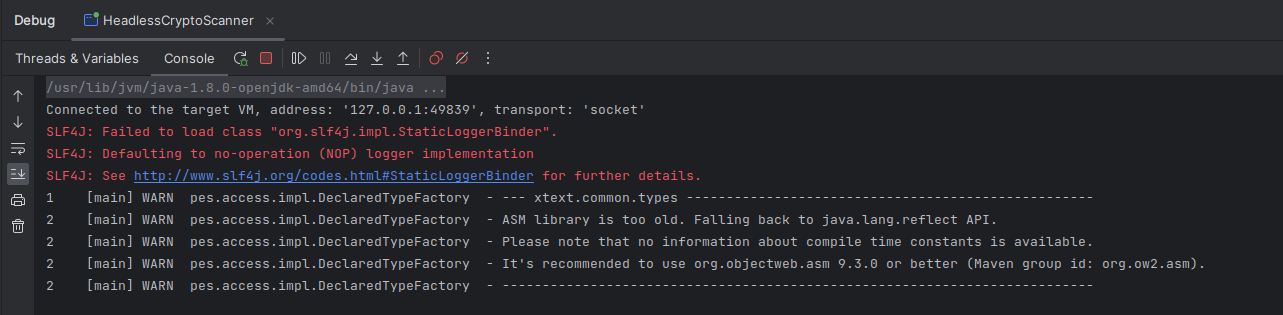 Debug HeadlessCryptoScanner
Threads & Variables Console
/usr/lib/jvm/java-1.8.0-openjdk-amd64/bin/java ...
Connected to the target VM, address: '127.0.0.1:49839', transport: 'socket'
SLF4J: Failed to load class "org.slf4j.impl.StaticLoggerBinder".
SLF4J: Defaulting to no-operation (NOP) logger implementation
SLF4J: See http://www.slf4j.org/codes.html#StaticLoggerBinder for further details.
1    [main] WARN  pes.access.impl.DeclaredTypeFactory  - --- xtext.common.types ---------------------------------------------------
2    [main] WARN  pes.access.impl.DeclaredTypeFactory  - ASM library is too old. Falling back to java.lang.reflect API.
2    [main] WARN  pes.access.impl.DeclaredTypeFactory  - Please note that no information about compile time constants is available.
2    [main] WARN  pes.access.impl.DeclaredTypeFactory  - It's recommended to use org.objectweb.asm 9.3.0 or better (Maven group id: org.ow2.asm).
2    [main] WARN  pes.access.impl.DeclaredTypeFactory  - --------------------------------------------------------------------------